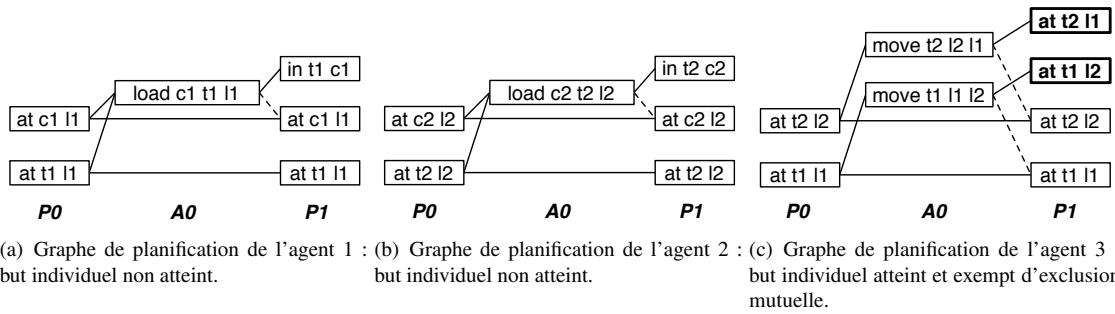 in t1 c1
load c1 t1 l1
at c1 l1
at c1 l1
at t1 l1
at t1 l1
P0 A0 P1
(a) Graphe de planification de l'agent 1 :
but individuel non atteint.
in t2 c2
load c2 t2 l2
at c2 l2
at c2 l2
at t2 l2
at t2 l2
P0 A0 P1
(b) Graphe de planification de l'agent 2 :
but individuel non atteint.
at t2 l1
move t2 l2 l1
at t1 l2
move t1 l1 l2
at t2 l2
at t2 l2
at t1 l1
at t1 l1
P0 A0 P1
(c) Graphe de planification de l'agent 3
but individuel atteint et exempt d'exclusion
mutuelle.